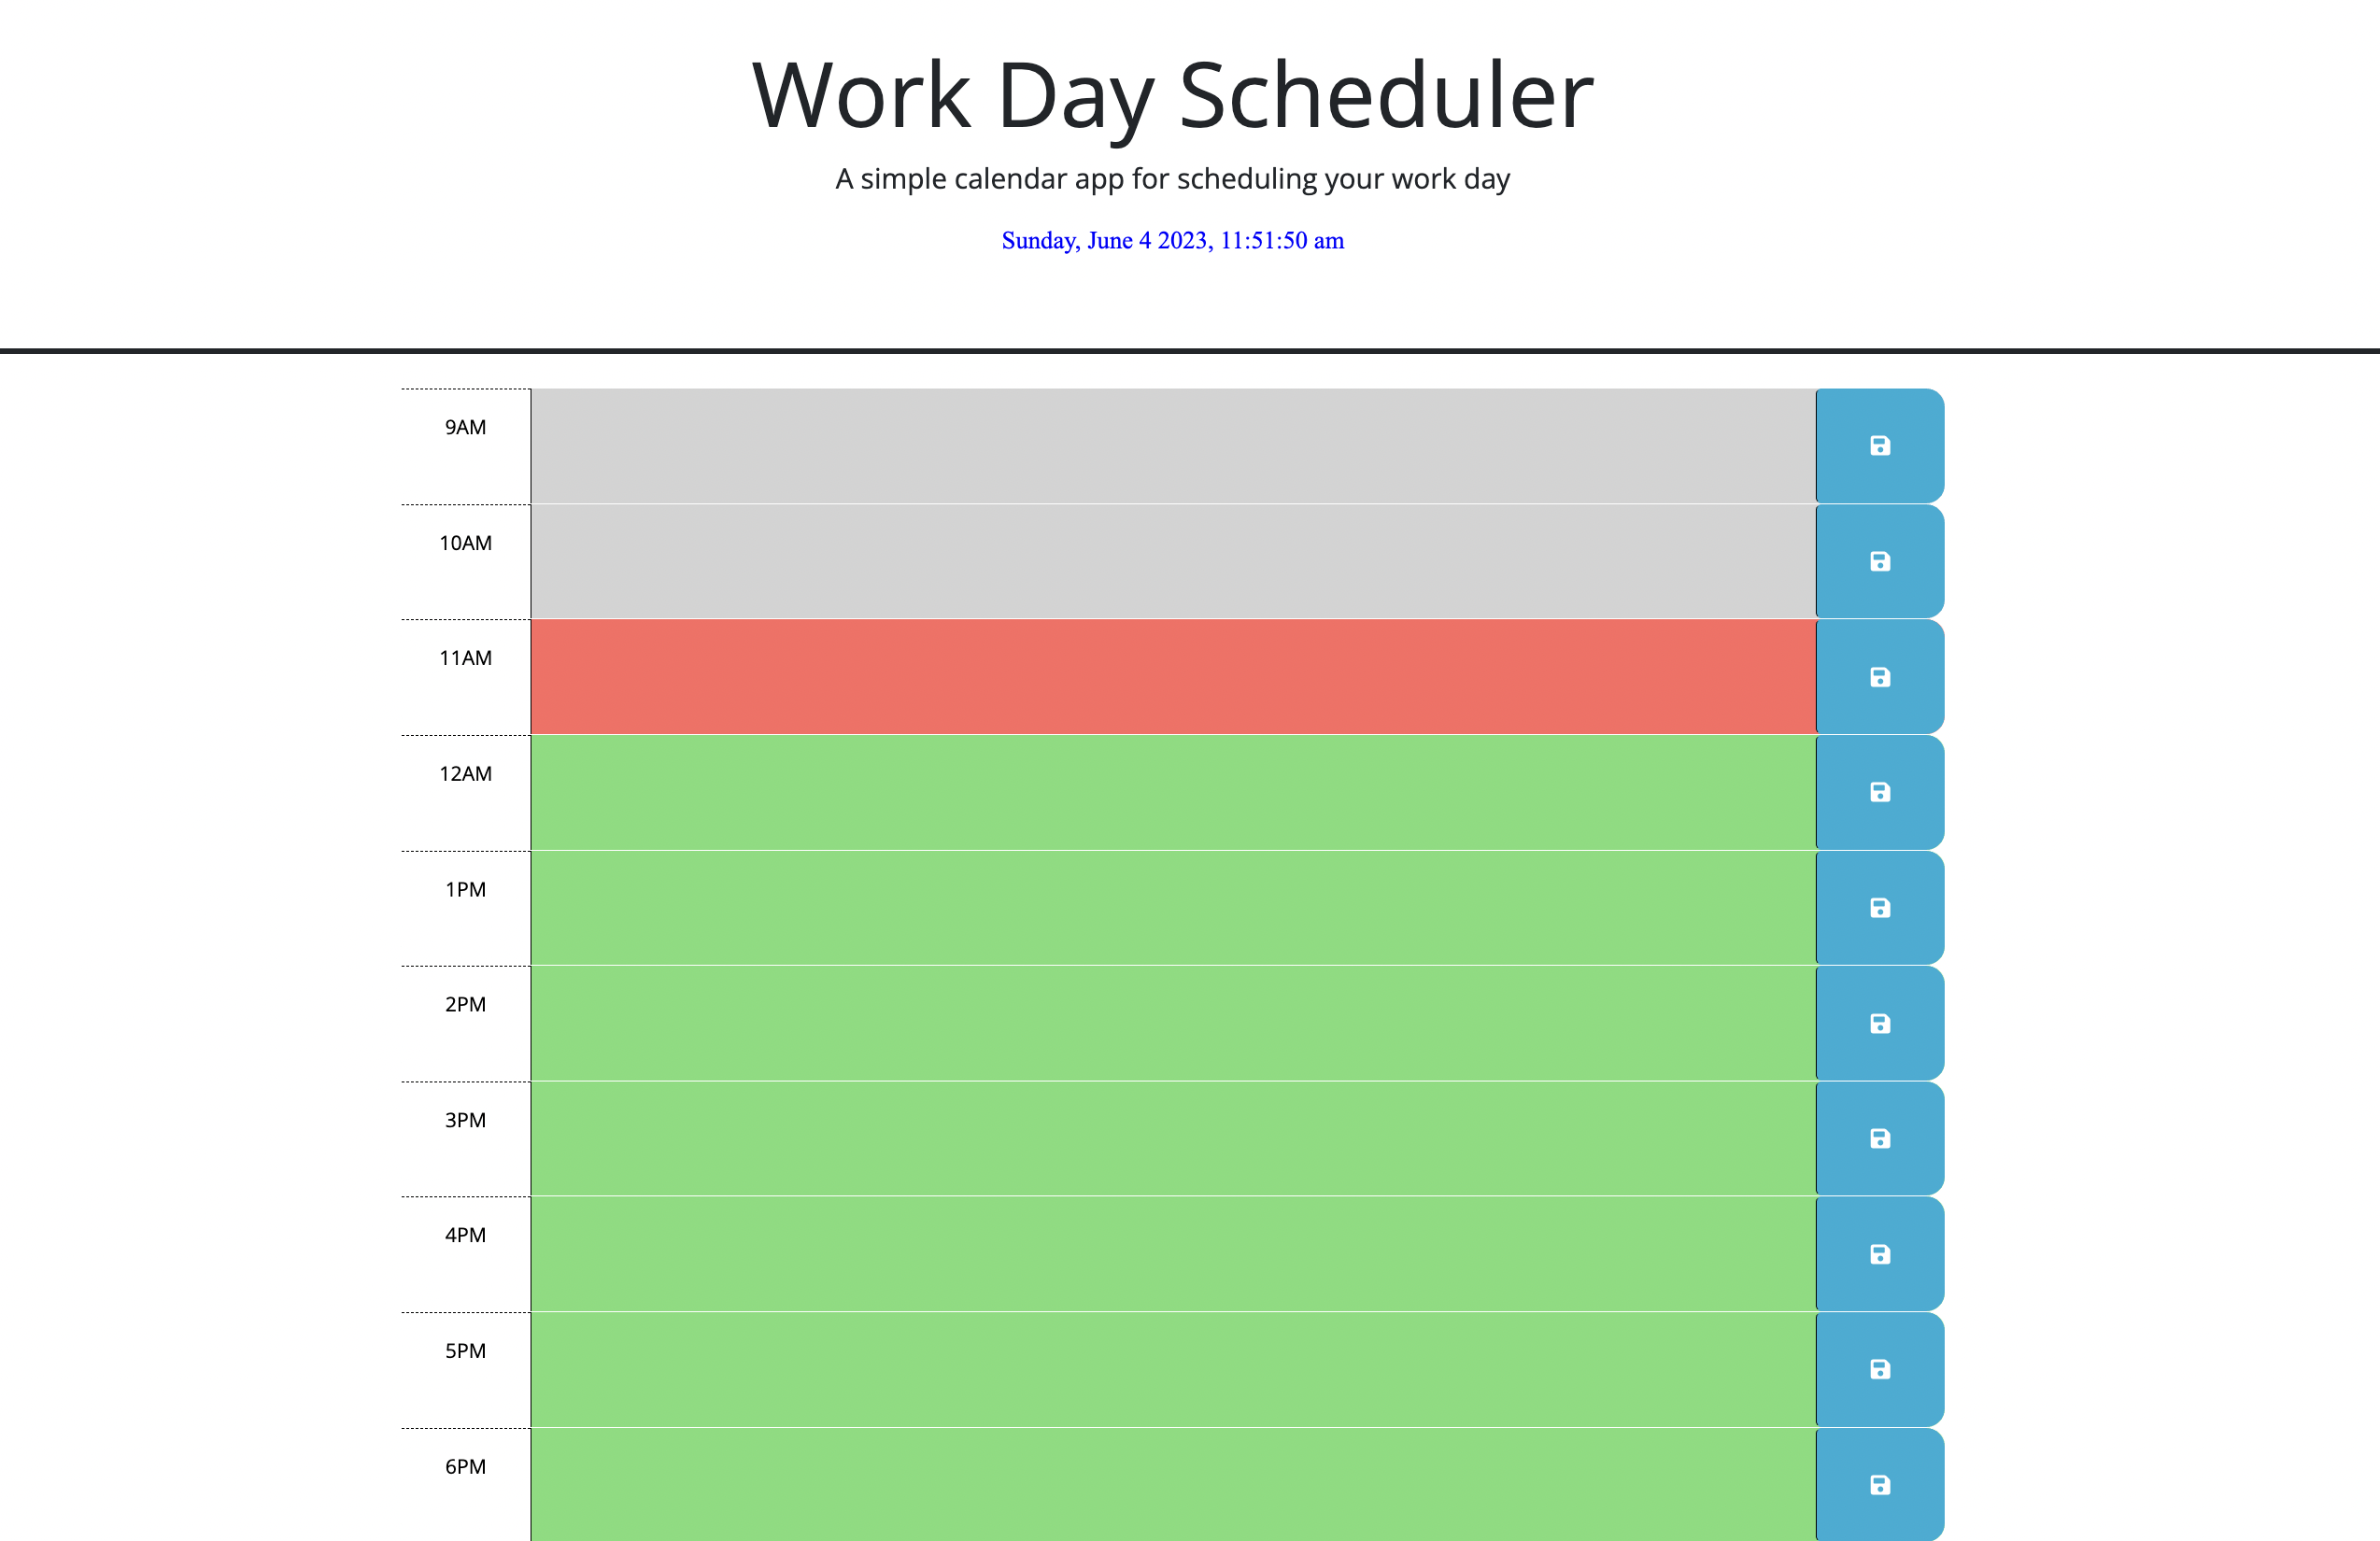 Work Day Scheduler
A simple calendar app for scheduling your work day
Sunday, June 4 2023, 11:51:50 am
9AM
10AM
11AM
12AM
1PM
2PM
3PM
4PM
5PM
6PM